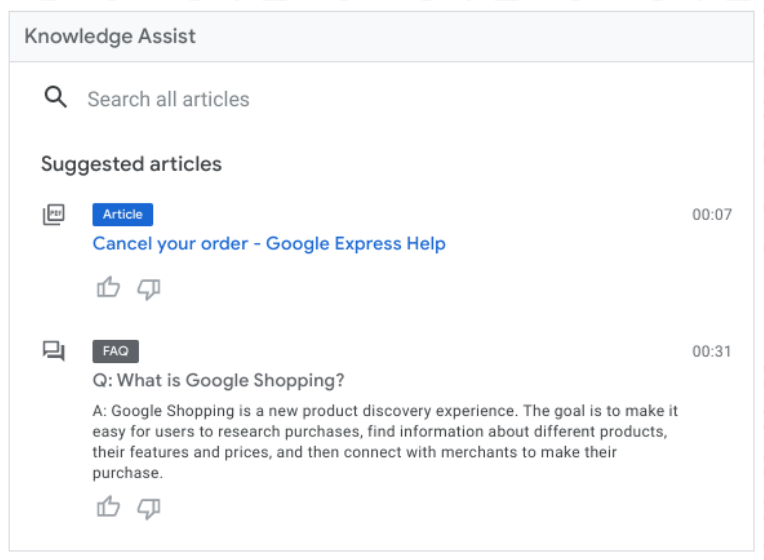 Knowledge Assist
Search all articles
Suggested articles
PDF
Article
00:07
Cancel your order - Google Express Help
FAQ
00:31
Q: What is Google Shopping?
A: Google Shopping is a new product discovery experience. The goal is to make it
easy for users to research purchases, find information about different products,
their features and prices, and then connect with merchants to make their
purchase.